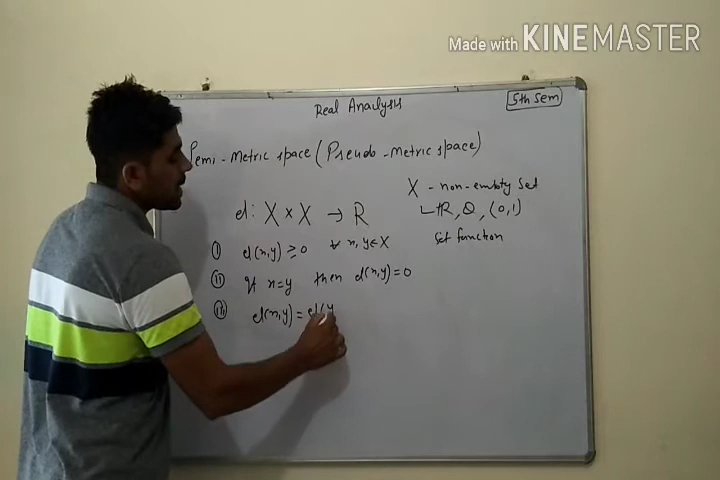 Made with KINEMASTER
Real Analysis
5th Sem
Semi-Metric space (Pseudo-Metric space)
X - non-empty set
R, Q, (0,1)
Set function
d: X × X → R
(I) d(x,y) ≥ 0 ∀ x, y ∈ X
(II) If x=y then d(x,y) = 0
(III) d(x,y) = d(y